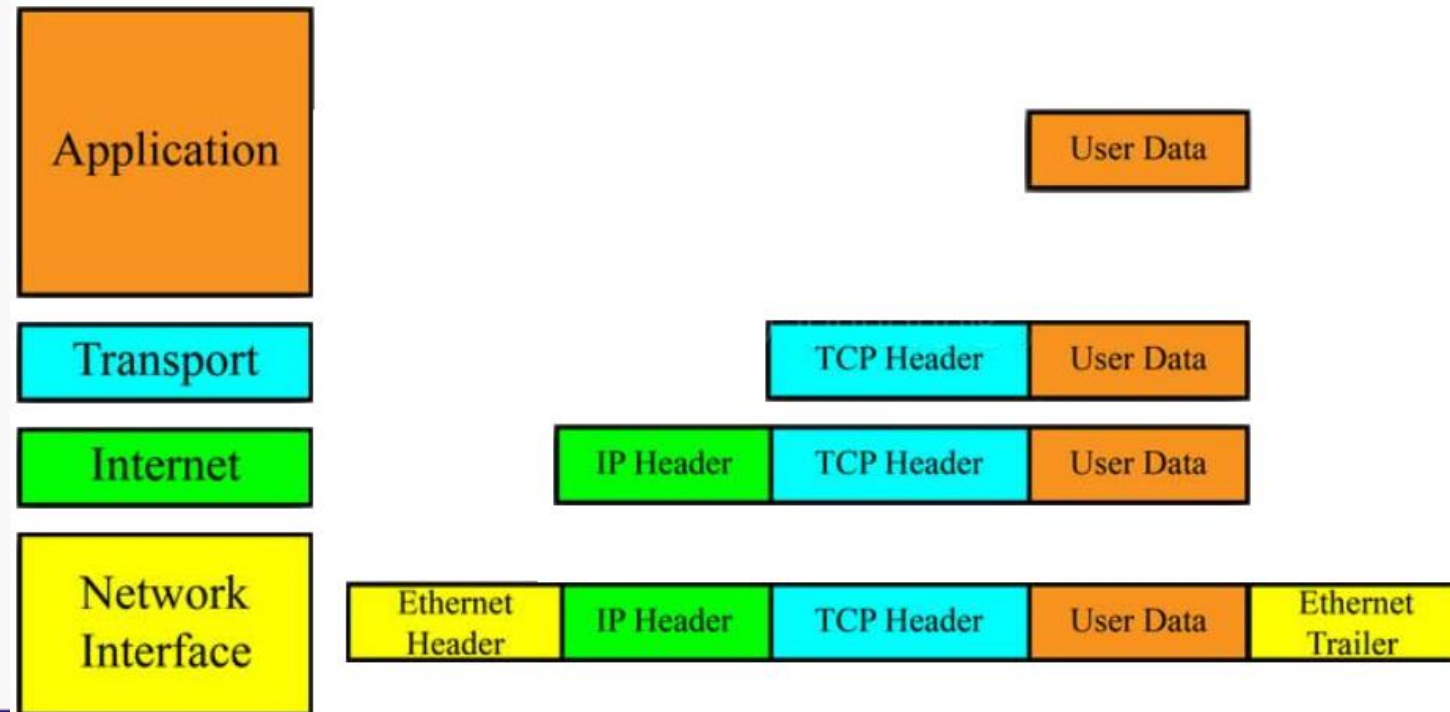 Application
User Data
Transport
TCP Header User Data
Internet
IP Header TCP Header User Data
Network
Interface
Ethernet
Header
IP Header TCP Header User Data
Ethernet
Trailer